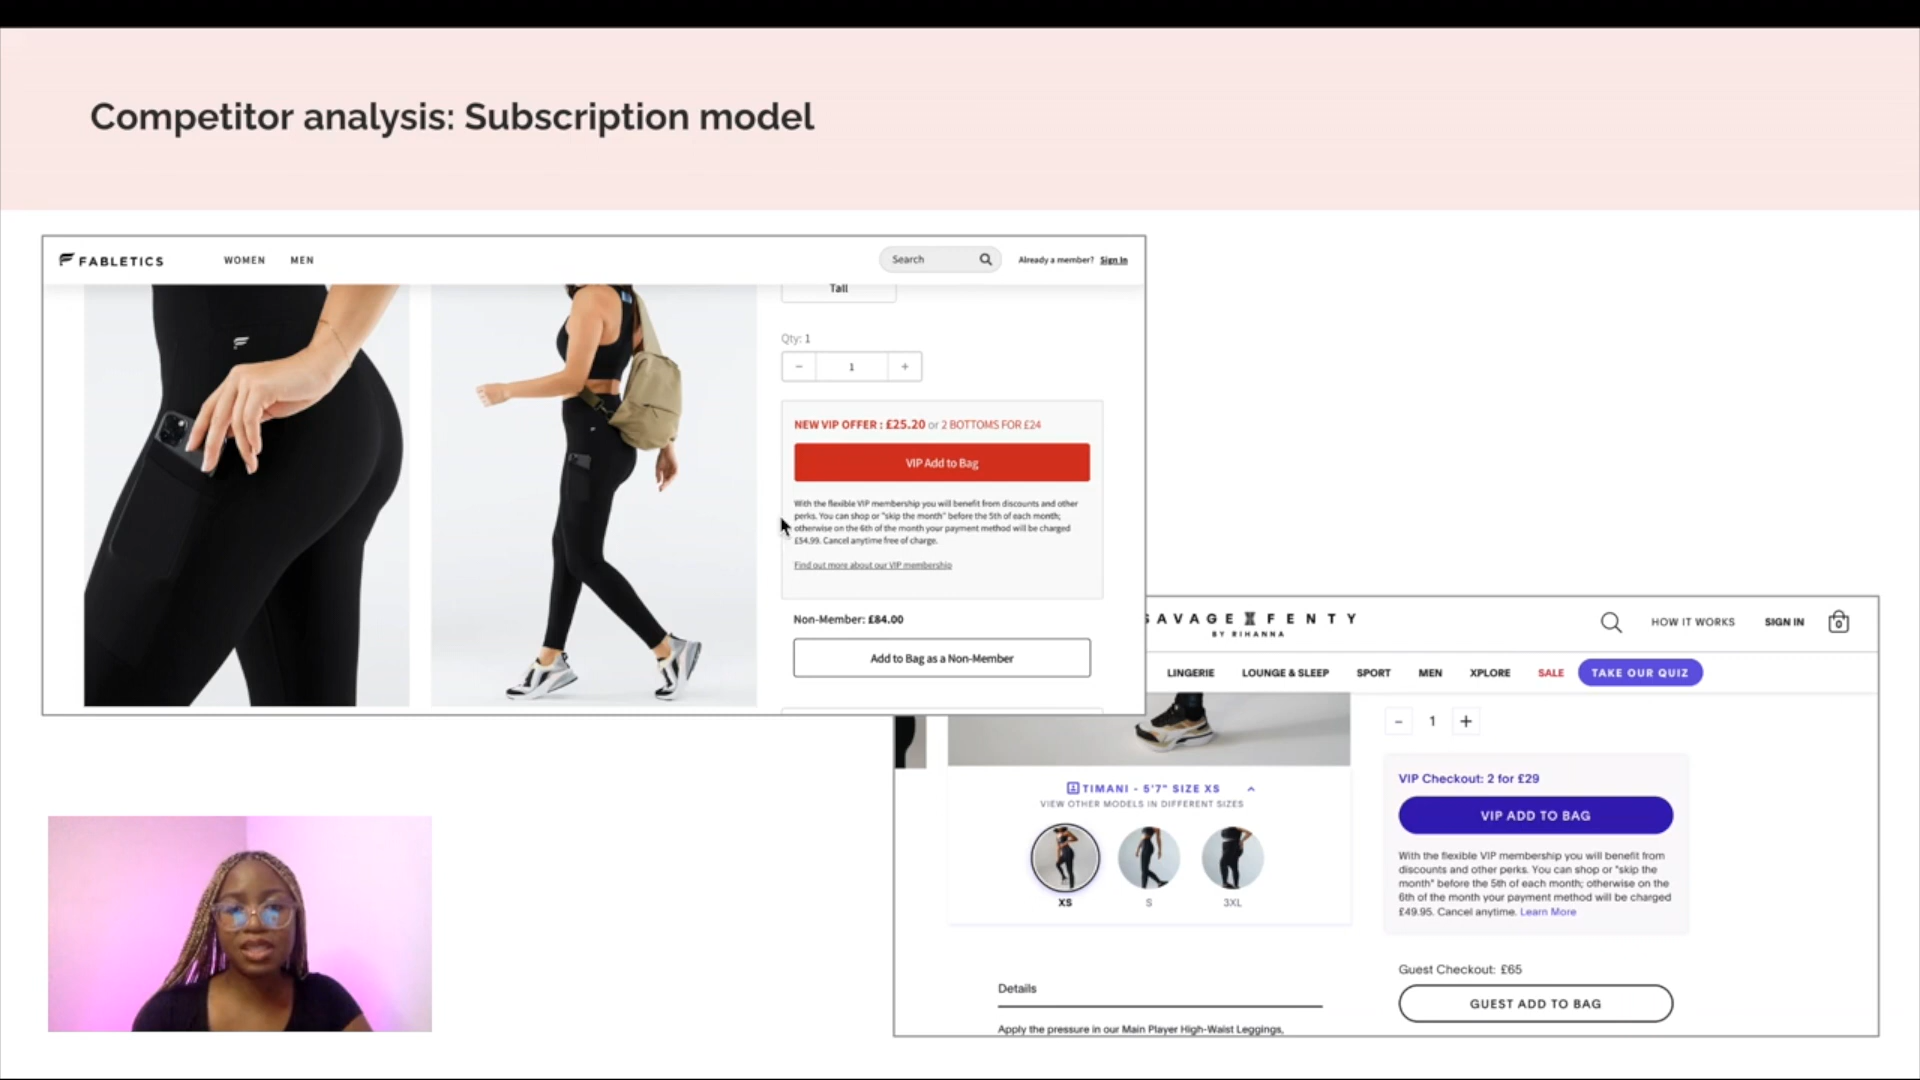 Competitor analysis: Subscription model
FABLETICS
WOMEN
MEN
Search
Already a member? Sign In
Tall
Qty: 1
− 1 +
NEW VIP OFFER : £25.20 or 2 BOTTOMS FOR £24
VIP Add to Bag
With the flexible VIP membership you will benefit from discounts and other
perks. You can shop or "skip the month" before the 5th of each month;
otherwise on the 6th of the month your payment method will be charged
£54.99. Cancel anytime free of charge.
Find out more about our VIP membership
Non-Member: £84.00
Add to Bag as a Non-Member
SAVAGE X FENTY
BY RIHANNA
HOW IT WORKS
SIGN IN
0
LINGERIE
LOUNGE & SLEEP
SPORT
MEN
XPLORE
SALE
TAKE OUR QUIZ
- 1 +
TIMANI - 5'7" SIZE XS
VIEW OTHER MODELS IN DIFFERENT SIZES
XS
S
3XL
VIP Checkout: 2 for £29
VIP ADD TO BAG
With the flexible VIP membership you will benefit from
discounts and other perks. You can shop or "skip the
month" before the 5th of each month; otherwise on the
6th of the month your payment method will be charged
£49.95. Cancel anytime. Learn More
Guest Checkout: £65
GUEST ADD TO BAG
Details
Apply the pressure in our Main Player High-Waist Leggings,